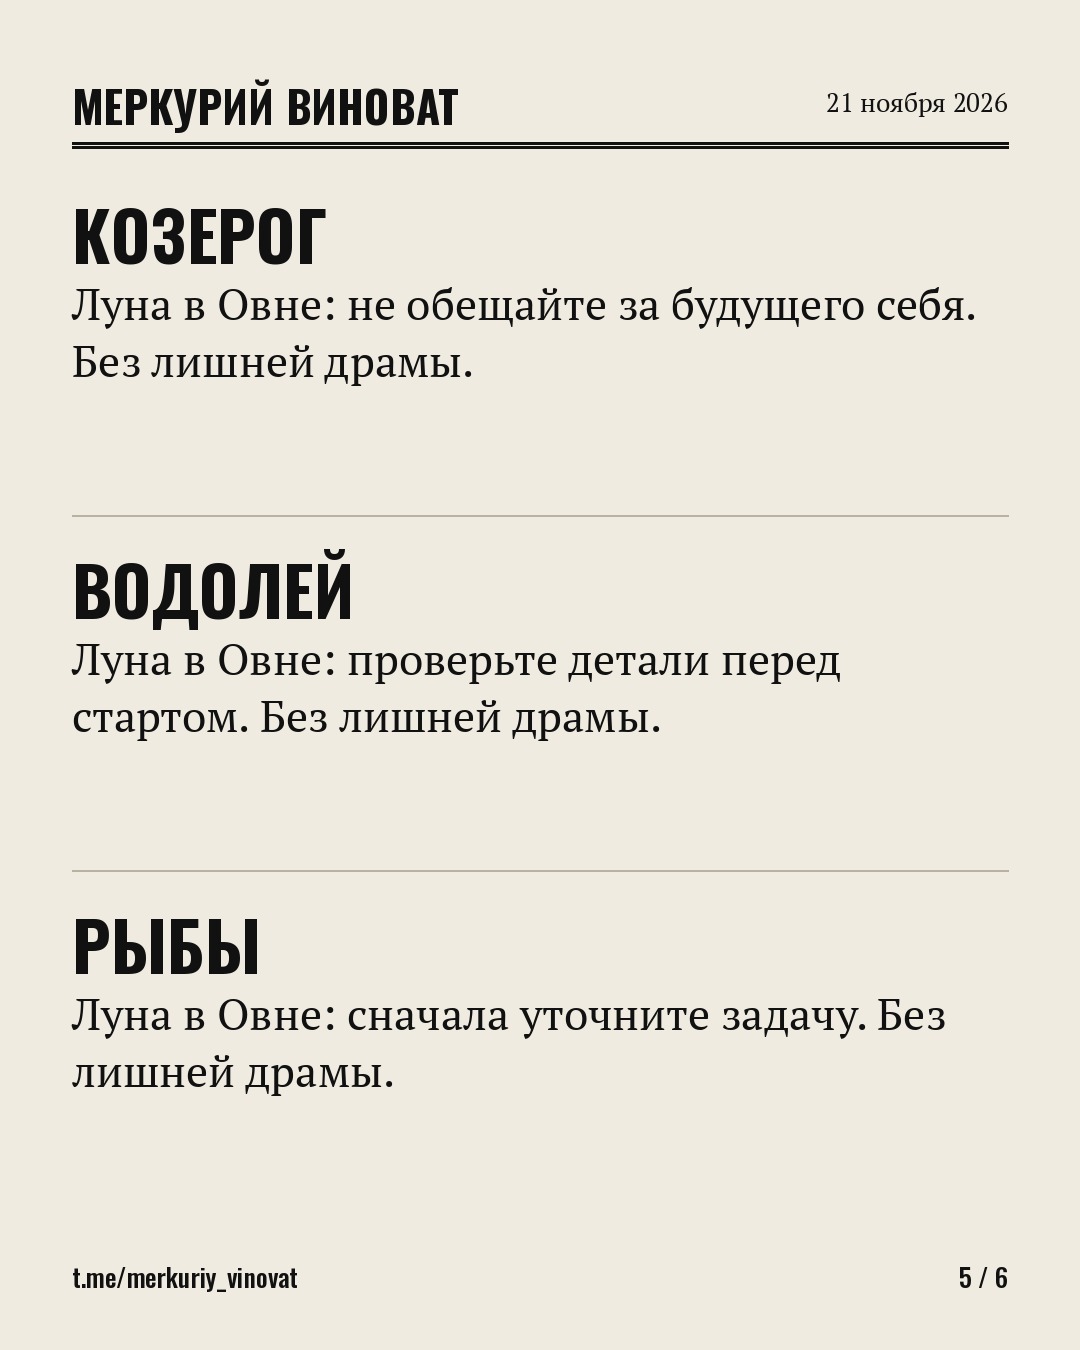 МЕРКУРИЙ ВИНОВАТ
21 ноября 2026
КОЗЕРОГ
Луна в Овне: не обещайте за будущего себя.
Без лишней драмы.
ВОДОЛЕЙ
Луна в Овне: проверьте детали перед
стартом. Без лишней драмы.
РЫБЫ
Луна в Овне: сначала уточните задачу. Без
лишней драмы.
t.me/merkuriy_vinovat
5 / 6